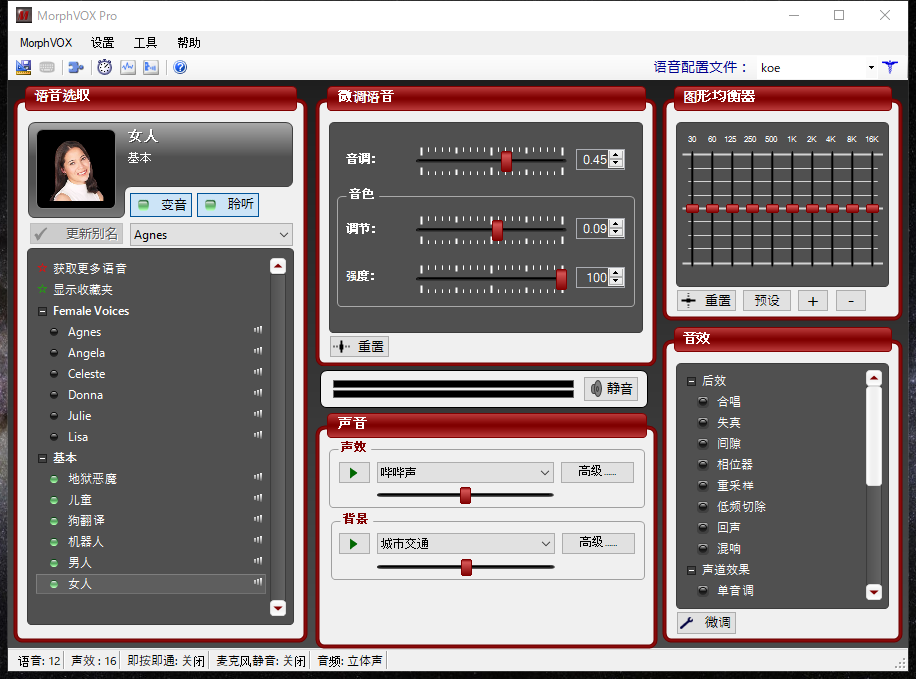 MorphVOX Pro
MorphVOX 设置 工具 帮助
语音配置文件： koe
语音选取
女人
基本
变音 聆听
更新别名 Agnes
获取更多语音
显示收藏夹
Female Voices
Agnes
Angela
Celeste
Donna
Julie
Lisa
基本
地狱恶魔
儿童
狗翻译
机器人
男人
女人
微调语音
音调: 0.45
音色
调节: 0.09
强度: 100
重置
静音
声音
声效
哔哔声 高级......
背景
城市交通 高级......
图形均衡器
30 60 125 250 500 1K 2K 4K 8K 16K
重置 预设 + -
音效
后效
合唱
失真
间隙
相位器
重采样
低频切除
回声
混响
声道效果
单音调
微调
语音: 12 声效 : 16 即按即通: 关闭 麦克风静音: 关闭 音频: 立体声